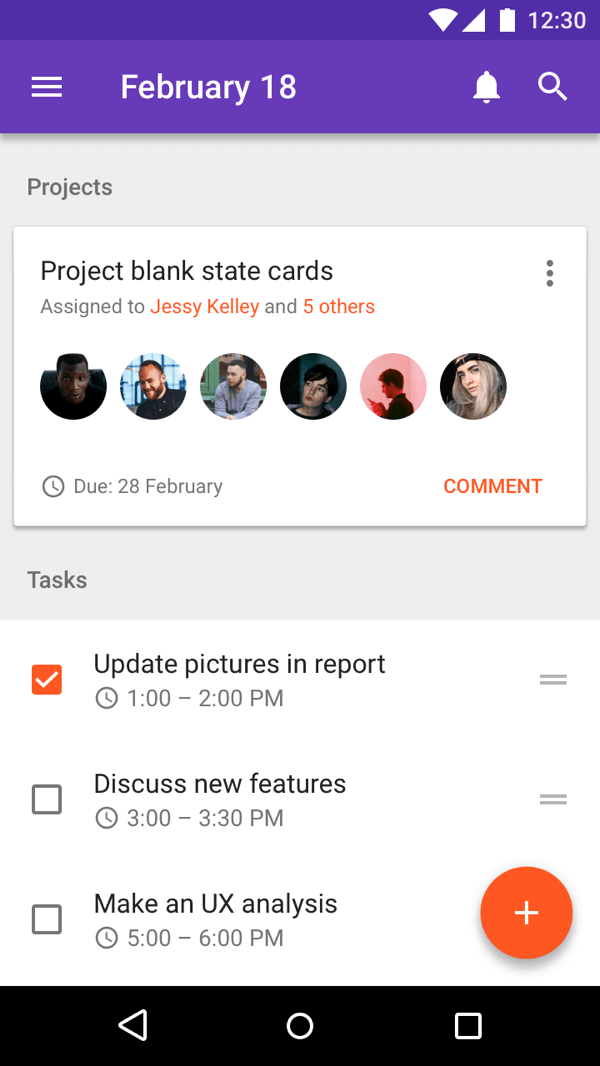 12:30
February 18
Projects
Project blank state cards
Assigned to Jessy Kelley and 5 others
Due: 28 February
COMMENT
Tasks
Update pictures in report
1:00 – 2:00 PM
Discuss new features
3:00 – 3:30 PM
Make an UX analysis
5:00 – 6:00 PM